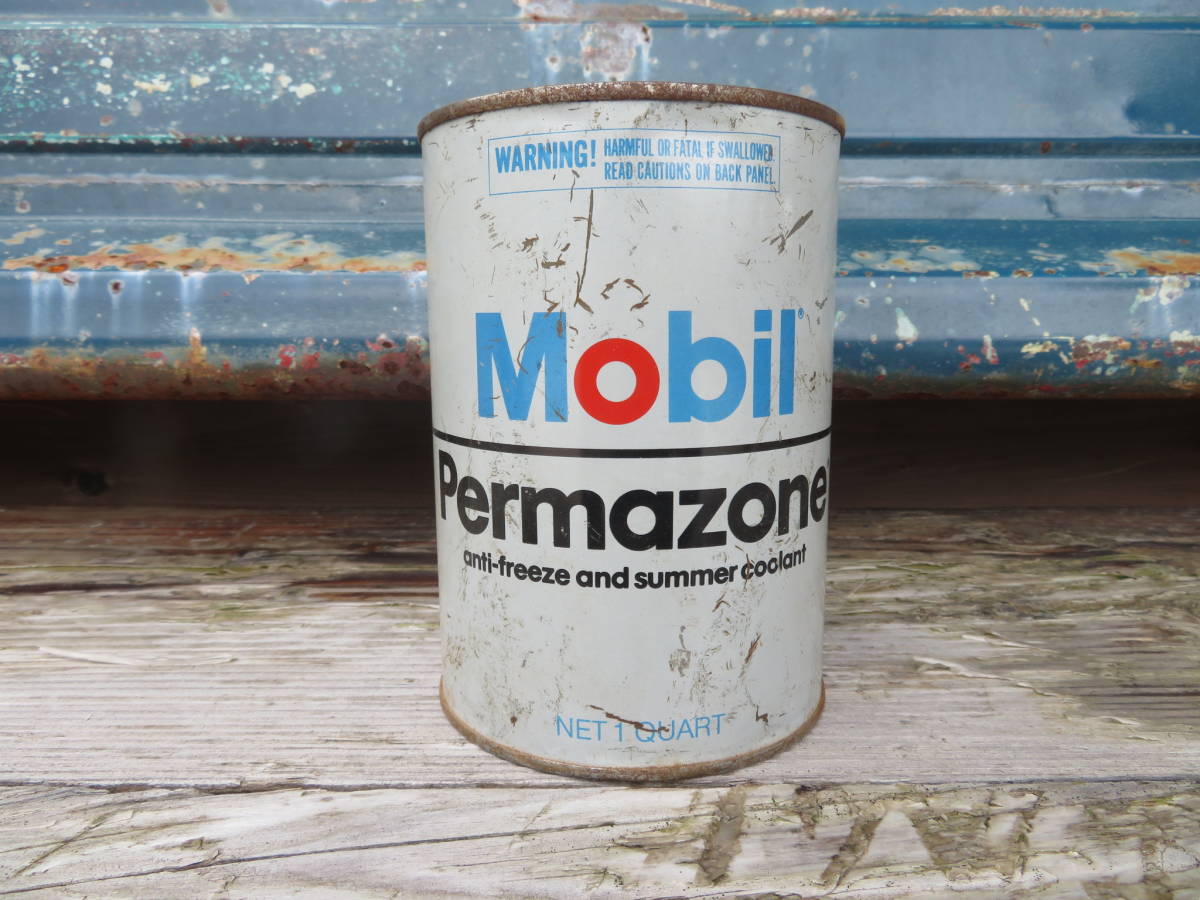 WARNING! HARMFUL OR FATAL IF SWALLOWED.
READ CAUTIONS ON BACK PANEL
Mobil®
Permazone
anti-freeze and summer coolant
NET 1 QUART